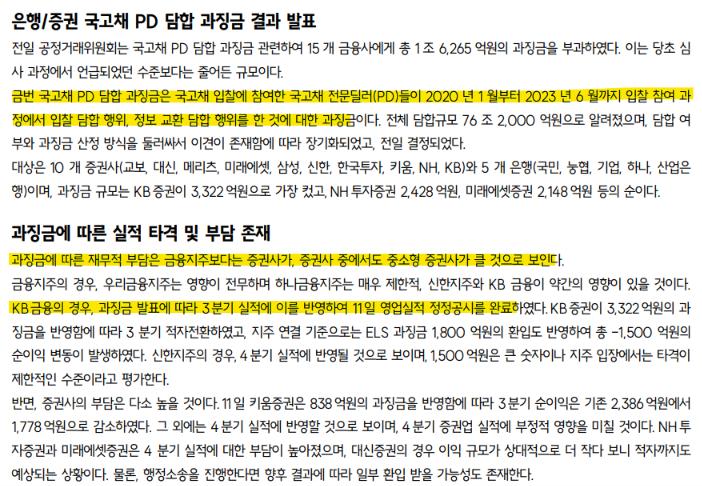 은행/증권 국고채 PD 담합 과징금 결과 발표
전일 공정거래위원회는 국고채 PD 담합 과징금 관련하여 15 개 금융사에게 총 1 조 6,265 억원의 과징금을 부과하였다. 이는 당초 심
사 과정에서 언급되었던 수준보다는 줄어든 규모이다.
금번 국고채 PD 담합 과징금은 국고채 입찰에 참여한 국고채 전문딜러(PD)들이 2020 년 1 월부터 2023 년 6 월까지 입찰 참여 과
정에서 입찰 담합 행위, 정보 교환 담합 행위를 한 것에 대한 과징금이다. 전체 담합규모 76 조 2,000 억원으로 알려졌으며, 담합 여
부와 과징금 산정 방식을 둘러싸서 이견이 존재함에 따라 장기화되었고, 전일 결정되었다.
대상은 10 개 증권사(교보, 대신, 메리츠, 미래에셋, 삼성, 신한, 한국투자, 키움, NH, KB)와 5 개 은행(국민, 농협, 기업, 하나, 산업은
행)이며, 과징금 규모는 KB 증권이 3,322 억원으로 가장 컸고, NH 투자증권 2,428 억원, 미래에셋증권 2,148 억원 등의 순이다.
과징금에 따른 실적 타격 및 부담 존재
과징금에 따른 재무적 부담은 금융지주보다는 증권사가, 증권사 중에서도 중소형 증권사가 클 것으로 보인다.
금융지주의 경우, 우리금융지주는 영향이 전무하며 하나금융지주는 매우 제한적, 신한지주와 KB 금융이 약간의 영향이 있을 것이다.
KB 금융의 경우, 과징금 발표에 따라 3 분기 실적에 이를 반영하여 11 일 영업실적 정정공시를 완료하였다. KB 증권이 3,322 억원의 과
징금을 반영함에 따라 3 분기 적자전환하였고, 지주 연결 기준으로는 ELS 과징금 1,800 억원의 환입도 반영하여 총 -1,500 억원의
순이익 변동이 발생하였다. 신한지주의 경우, 4 분기 실적에 반영될 것으로 보이며, 1,500 억원은 큰 숫자이나 지주 입장에서는 타격이
제한적인 수준이라고 평가한다.
반면, 증권사의 부담은 다소 높을 것이다. 11 일 키움증권은 838 억원의 과징금을 반영함에 따라 3 분기 순이익은 기존 2,386 억원에서
1,778 억원으로 감소하였다. 그 외에는 4 분기 실적에 반영할 것으로 보이며, 4 분기 증권업 실적에 부정적 영향을 미칠 것이다. NH 투
자증권과 미래에셋증권은 4 분기 실적에 대한 부담이 높아졌으며, 대신증권의 경우 이익 규모가 상대적으로 더 작다 보니 적자까지도
예상되는 상황이다. 물론, 행정소송을 진행한다면 향후 결과에 따라 일부 환입 받을 가능성도 존재한다.